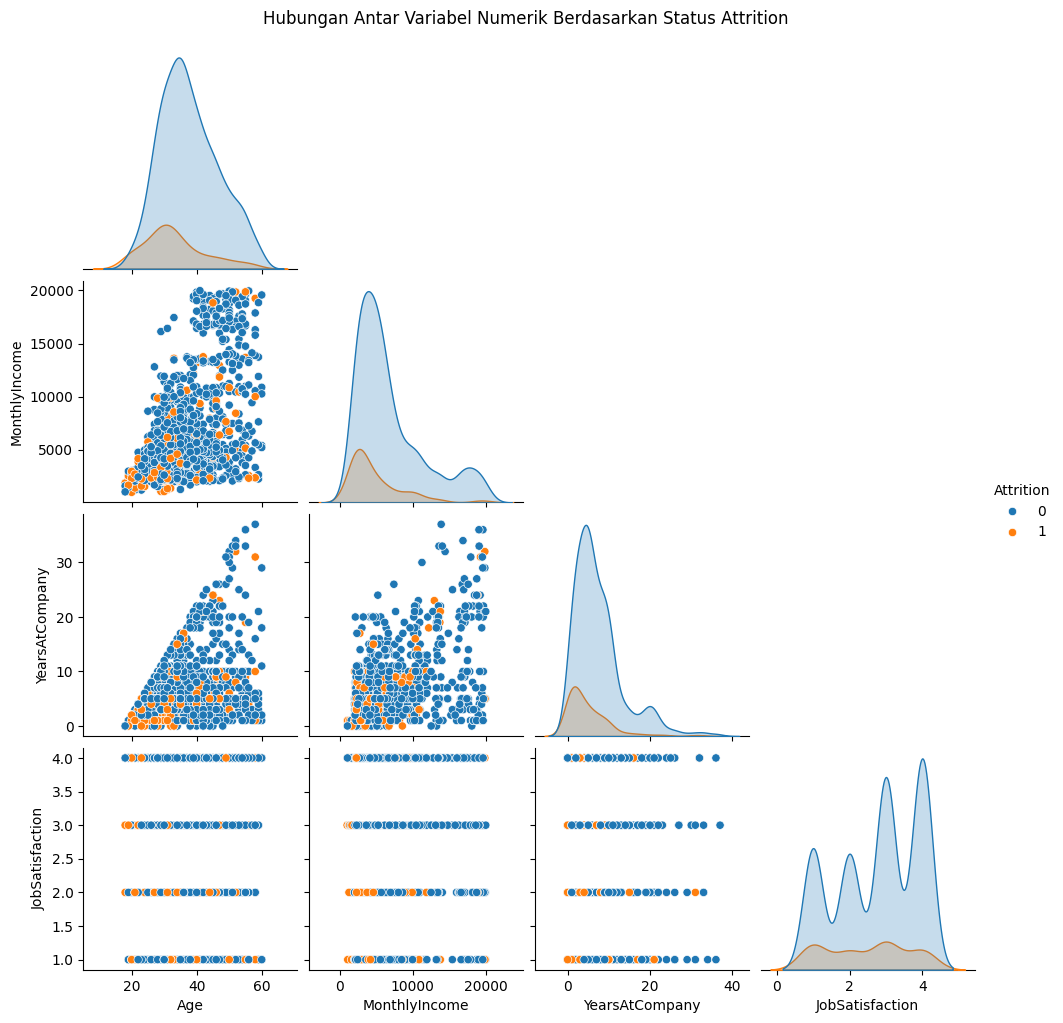 Hubungan Antar Variabel Numerik Berdasarkan Status Attrition
MonthlyIncome
20000
15000
10000
5000
Attrition
0
1
YearsAtCompany
30
20
10
0
JobSatisfaction
4.0
3.5
3.0
2.5
2.0
1.5
1.0
20 40 60
0 10000 20000
0 20 40
0 2 4
Age
MonthlyIncome
YearsAtCompany
JobSatisfaction